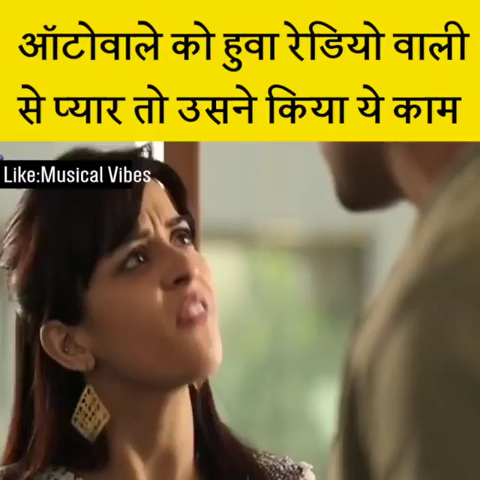 ऑटोवाले को हुवा रेडियो वाली
से प्यार तो उसने किया ये काम
Like:Musical Vibes